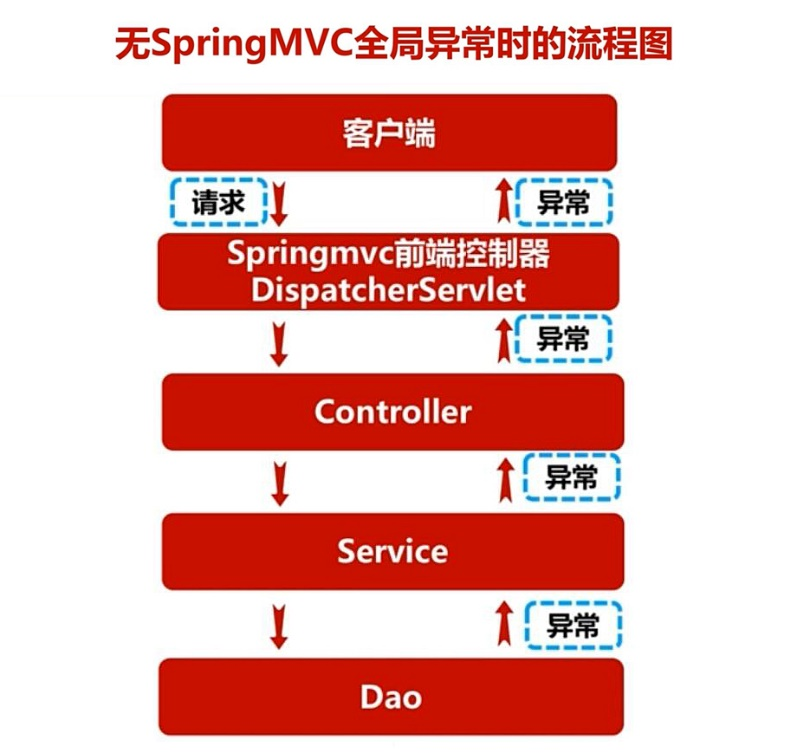 无SpringMVC全局异常时的流程图
客户端
请求
异常
Springmvc前端控制器
DispatcherServlet
异常
Controller
异常
Service
异常
Dao